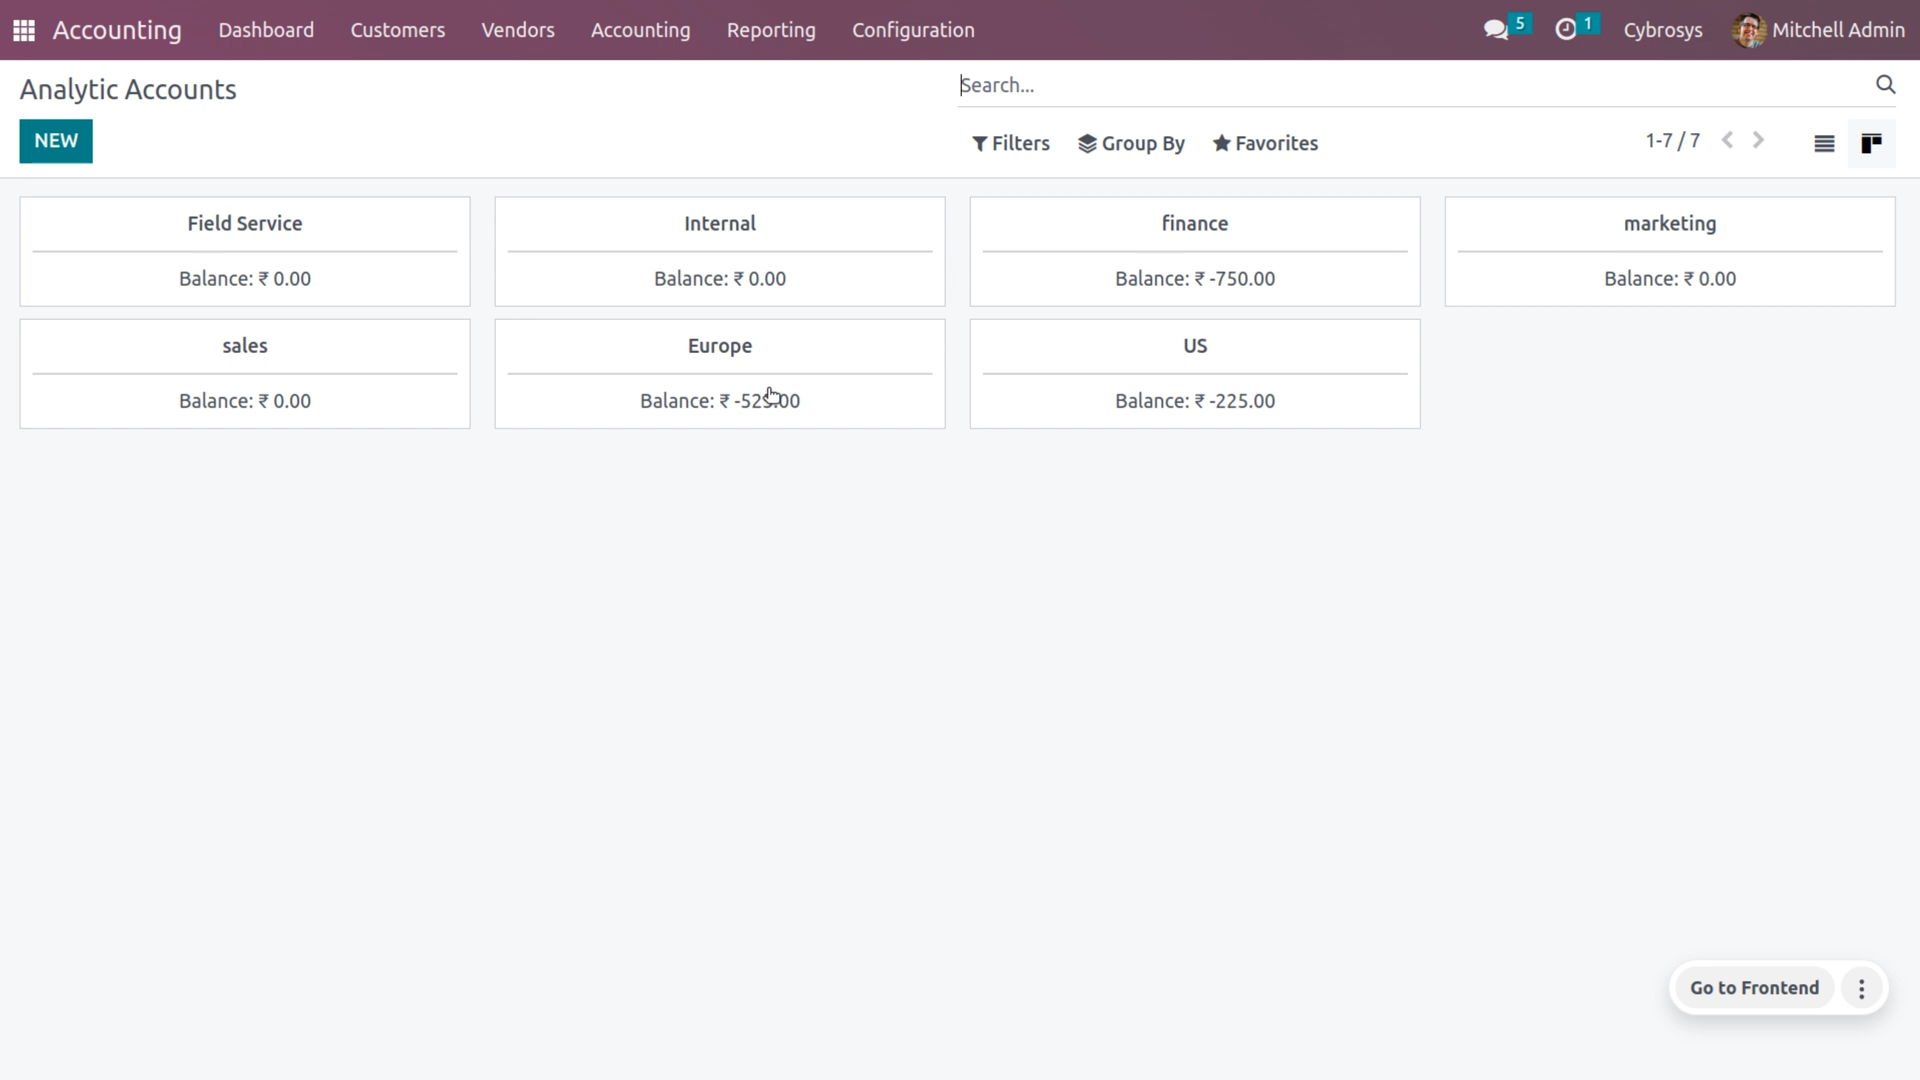 Accounting Dashboard Customers Vendors Accounting Reporting Configuration 5 1 Cybrosys Mitchell Admin
Analytic Accounts
Search...
NEW
Filters Group By Favorites 1-7 / 7
Field Service Internal finance marketing
Balance: ₹ 0.00 Balance: ₹ 0.00 Balance: ₹ -750.00 Balance: ₹ 0.00
sales Europe US
Balance: ₹ 0.00 Balance: ₹ Balance: ₹ -225.00
Go to Frontend